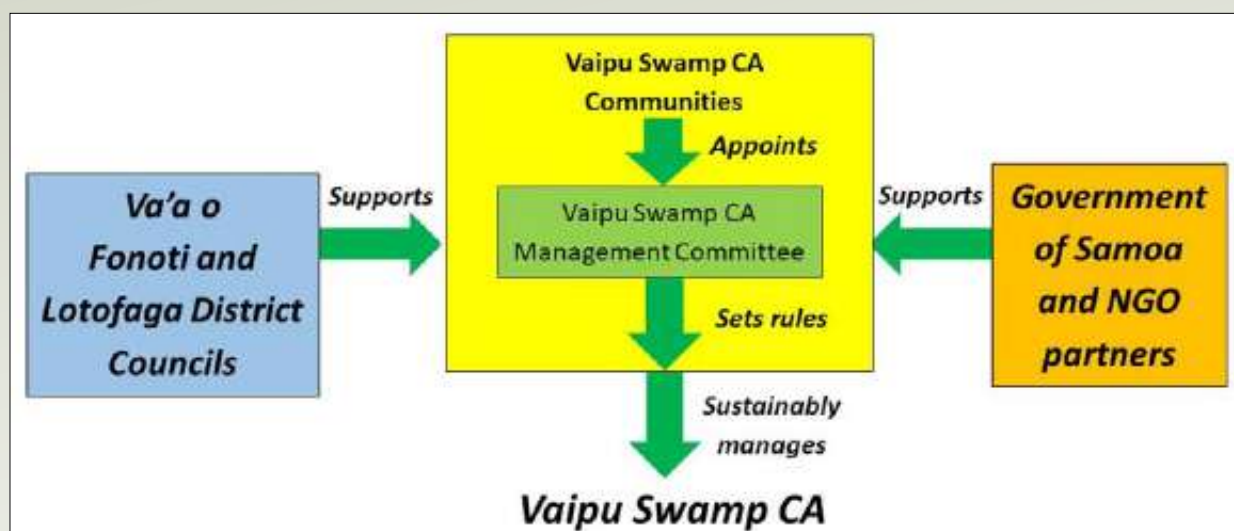 Vaipu Swamp CA
Communities
Appoints
Va'a o
Fonoti and
Lotofaga District
Councils
Supports
Vaipu Swamp CA
Management Committee
Supports
Government
of Samoa
and NGO
partners
Sets rules
Sustainably
manages
Vaipu Swamp CA